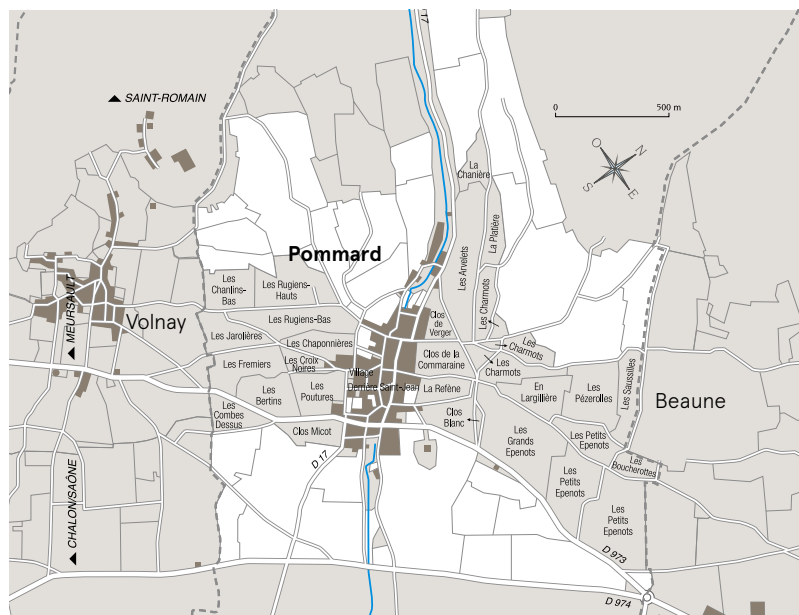 17
SAINT-ROMAIN
0
500 m
O
N
S
E
La
Chanière
La Platière
Les Arvelets
Les Charmots
Pommard
Les
Chanlins-
Bas
Les Rugiens-
Hauts
MEURSAULT
Volnay
Les Rugiens-Bas
Clos
de
Verger
Les Jarolières
Les Chaponnières
Les
Charmots
Les Fremiers
Les Croix
Noires
Village
Clos de la
Commaraine
Les
Charmots
Derrière Saint-Jean
La Refène
En
Largillière
Les
Pézerolles
Les Saussilles
Beaune
Les
Bertins
Les
Poutures
Les
Combes
Dessus
Clos
Blanc
Clos Micot
Les
Grands
Epenots
Les Petits
Epenots
Les
Boucherottes
Les
Petits
Epenots
Les
Petits
Epenots
D 17
CHALON/SAÔNE
D 973
D 974